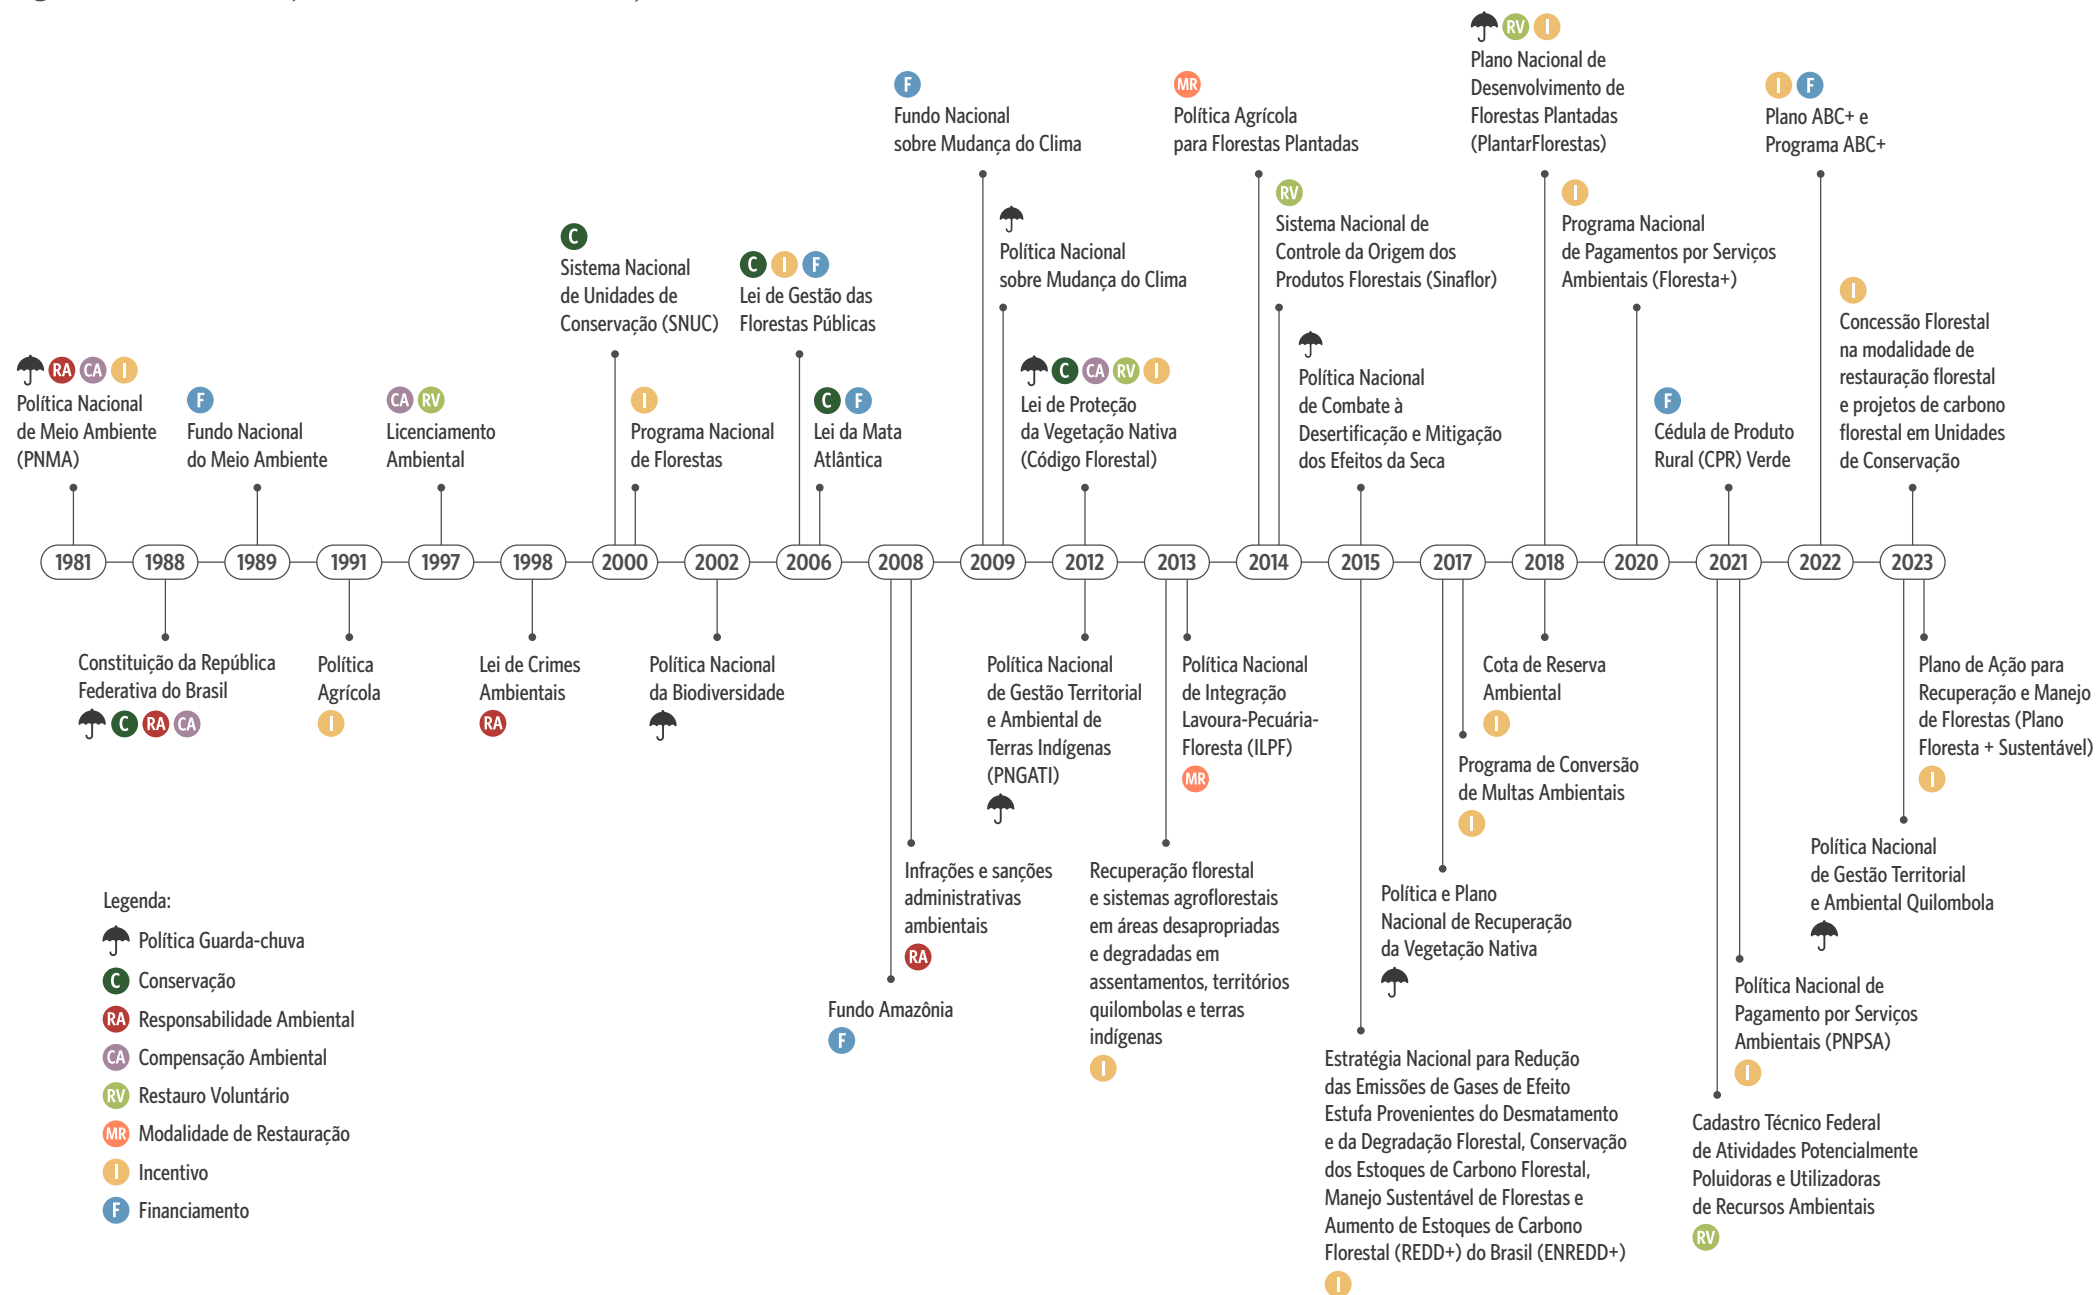 RV I
Plano Nacional de
Desenvolvimento de
Florestas Plantadas
(PlantarFlorestas)
F
Fundo Nacional
sobre Mudança do Clima
MR
Política Agrícola
para Florestas Plantadas
I F
Plano ABC+ e
Programa ABC+
RV
Sistema Nacional de
Controle da Origem dos
Produtos Florestais (Sinaflor)
I
Programa Nacional
de Pagamentos por Serviços
Ambientais (Floresta+)
Política Nacional
sobre Mudança do Clima
C
Sistema Nacional
de Unidades de
Conservação (SNUC)
C I F
Lei de Gestão das
Florestas Públicas
I
Concessão Florestal
na modalidade de
restauração florestal
e projetos de carbono
florestal em Unidades
de Conservação
RA CA I
Política Nacional
de Meio Ambiente
(PNMA)
F
Fundo Nacional
do Meio Ambiente
CA RV
Licenciamento
Ambiental
I
Programa Nacional
de Florestas
C F
Lei da Mata
Atlântica
C CA RV I
Lei de Proteção
da Vegetação Nativa
(Código Florestal)
Política Nacional
de Combate à
Desertificação e Mitigação
dos Efeitos da Seca
F
Cédula de Produto
Rural (CPR) Verde
1981 1988 1989 1991 1997 1998 2000 2002 2006 2008 2009 2012 2013 2014 2015 2017 2018 2020 2021 2022 2023
Constituição da República
Federativa do Brasil
C RA CA
Política
Agrícola
I
Lei de Crimes
Ambientais
RA
Política Nacional
da Biodiversidade
Política Nacional
de Gestão Territorial
e Ambiental de
Terras Indígenas
(PNGATI)
Política Nacional
de Integração
Lavoura-Pecuária-
Floresta (ILPF)
MR
Cota de Reserva
Ambiental
I
Plano de Ação para
Recuperação e Manejo
de Florestas (Plano
Floresta + Sustentável)
I
Programa de Conversão
de Multas Ambientais
I
Infrações e sanções
administrativas
ambientais
RA
Recuperação florestal
e sistemas agroflorestais
em áreas desapropriadas
e degradadas em
assentamentos, territórios
quilombolas e terras
indígenas
I
Política e Plano
Nacional de Recuperação
da Vegetação Nativa
Política Nacional
de Gestão Territorial
e Ambiental Quilombola
Fundo Amazônia
F
Política Nacional de
Pagamento por Serviços
Ambientais (PNPSA)
I
Estratégia Nacional para Redução
das Emissões de Gases de Efeito
Estufa Provenientes do Desmatamento
e da Degradação Florestal, Conservação
dos Estoques de Carbono Florestal,
Manejo Sustentável de Florestas e
Aumento de Estoques de Carbono
Florestal (REDD+) do Brasil (ENREDD+)
I
Cadastro Técnico Federal
de Atividades Potencialmente
Poluidoras e Utilizadoras
de Recursos Ambientais
RV
Legenda:
Política Guarda-chuva
C Conservação
RA Responsabilidade Ambiental
CA Compensação Ambiental
RV Restauro Voluntário
MR Modalidade de Restauração
I Incentivo
F Financiamento